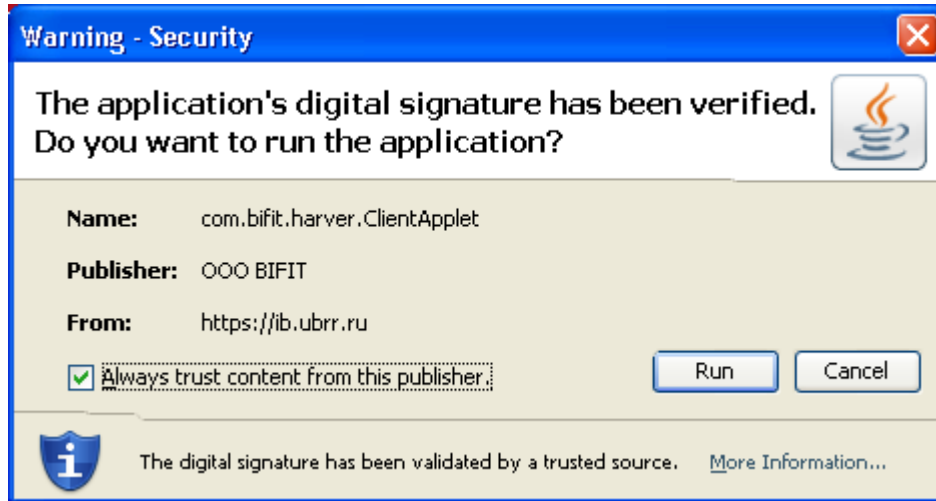 Warning - Security
The application's digital signature has been verified.
Do you want to run the application?
Name: com.bifit.harver.ClientApplet
Publisher: OOO BIFIT
From: https://ib.ubrr.ru
Always trust content from this publisher.
Run Cancel
The digital signature has been validated by a trusted source. More Information...